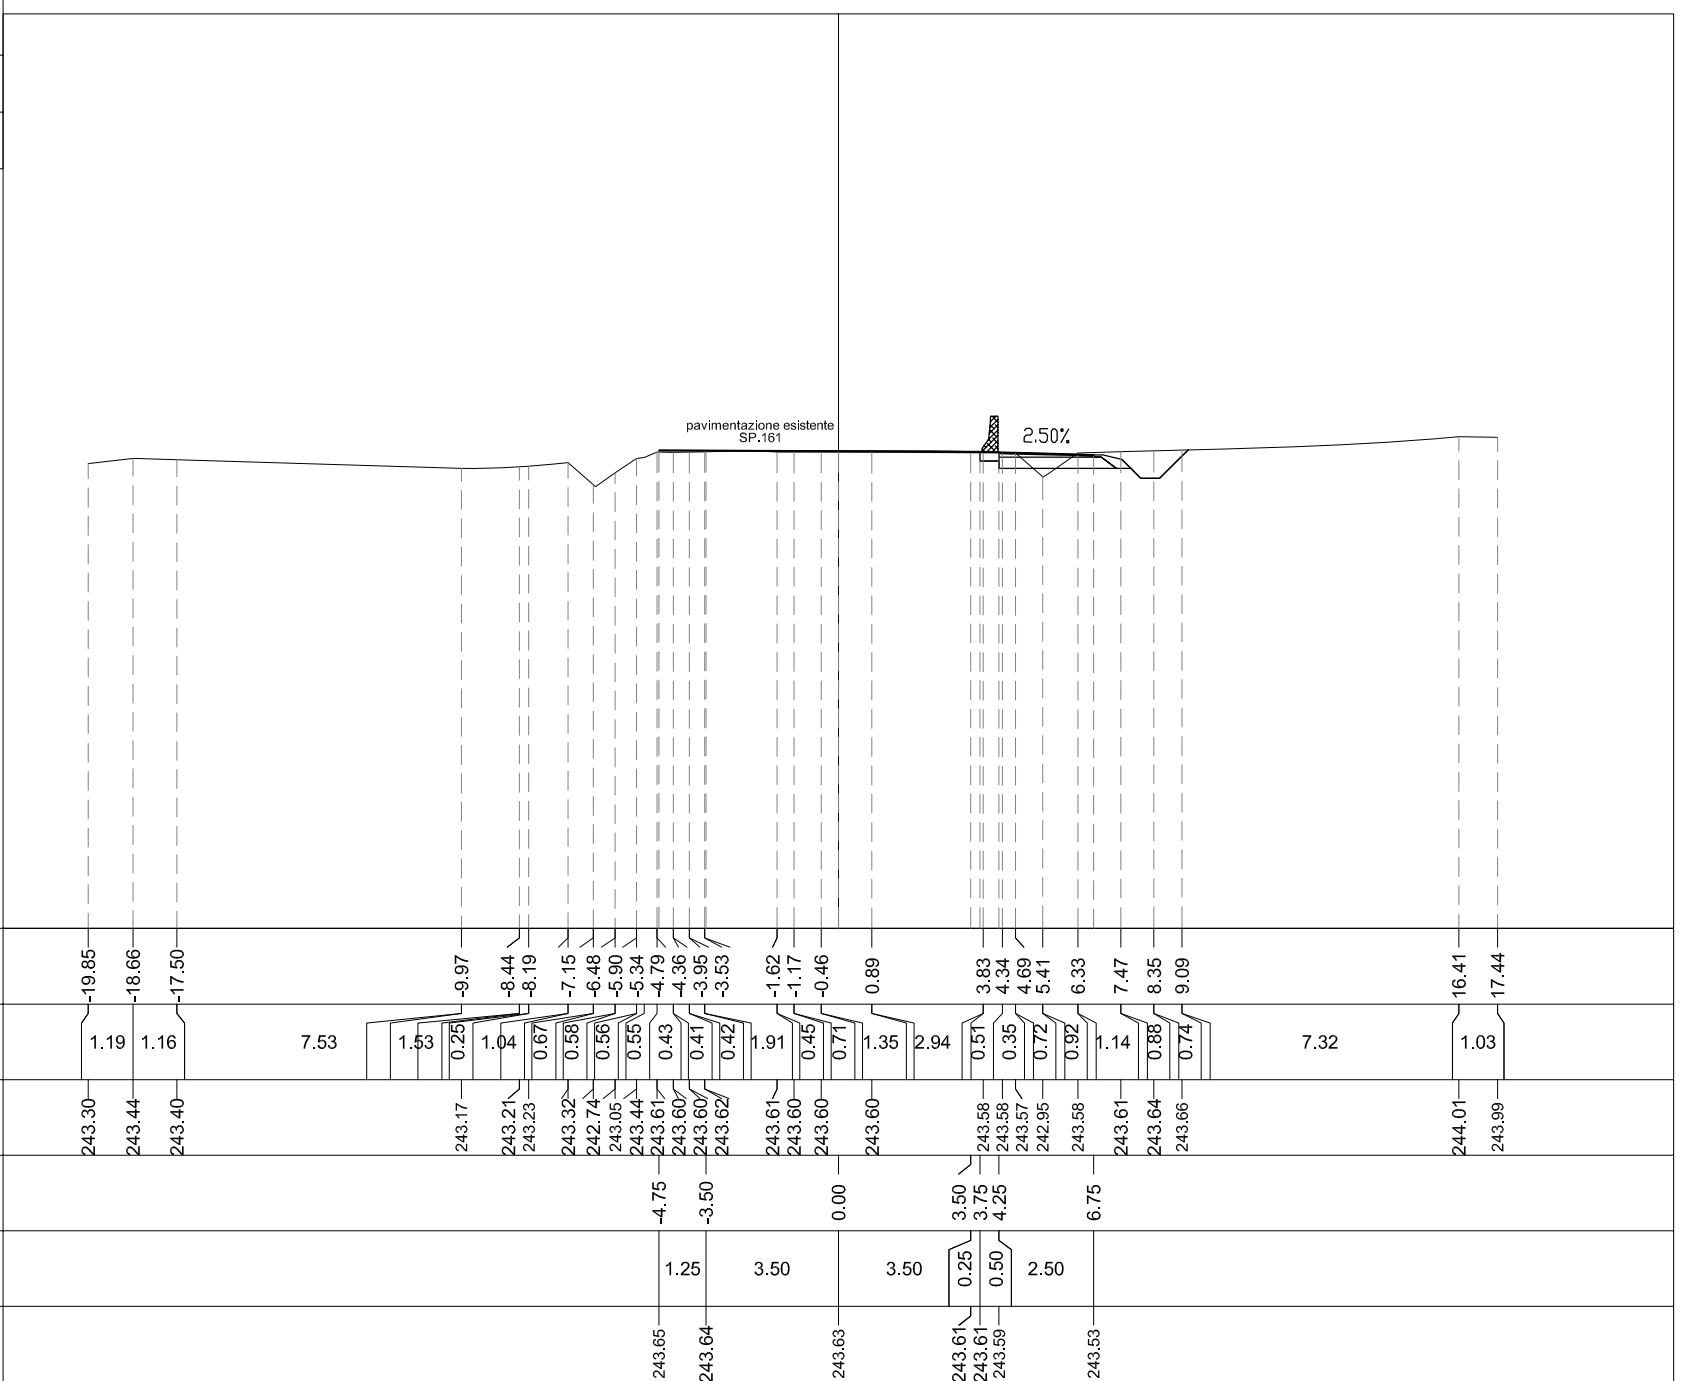 pavimentazione esistente
SP.161
2.50%
-19.85 -18.66 -17.50 -9.97 -8.44 -8.19 -7.15 -6.48 -5.90 -5.34 -4.79 -4.36 -3.95 -3.53 -1.62 -1.17 -0.46 0.89 3.83 4.34 4.69 5.41 6.33 7.47 8.35 9.09 16.41 17.44
1.19 1.16 7.53 1.53 0.25 1.04 0.67 0.58 0.56 0.55 0.43 0.41 0.42 1.91 0.45 0.71 1.35 2.94 0.51 0.35 0.72 0.92 1.14 0.88 0.74 7.32 1.03
243.30 243.44 243.40 243.17 243.21 243.23 243.32 242.74 243.05 243.44 243.61 243.60 243.60 243.62 243.61 243.60 243.60 243.60 243.58 243.58 243.57 242.95 243.58 243.61 243.64 243.66 244.01 243.99
-4.75 -3.50 0.00 3.50 3.75 4.25 6.75
1.25 3.50 3.50 0.25 0.50 2.50
243.65 243.64 243.63 243.61 243.61 243.59 243.53